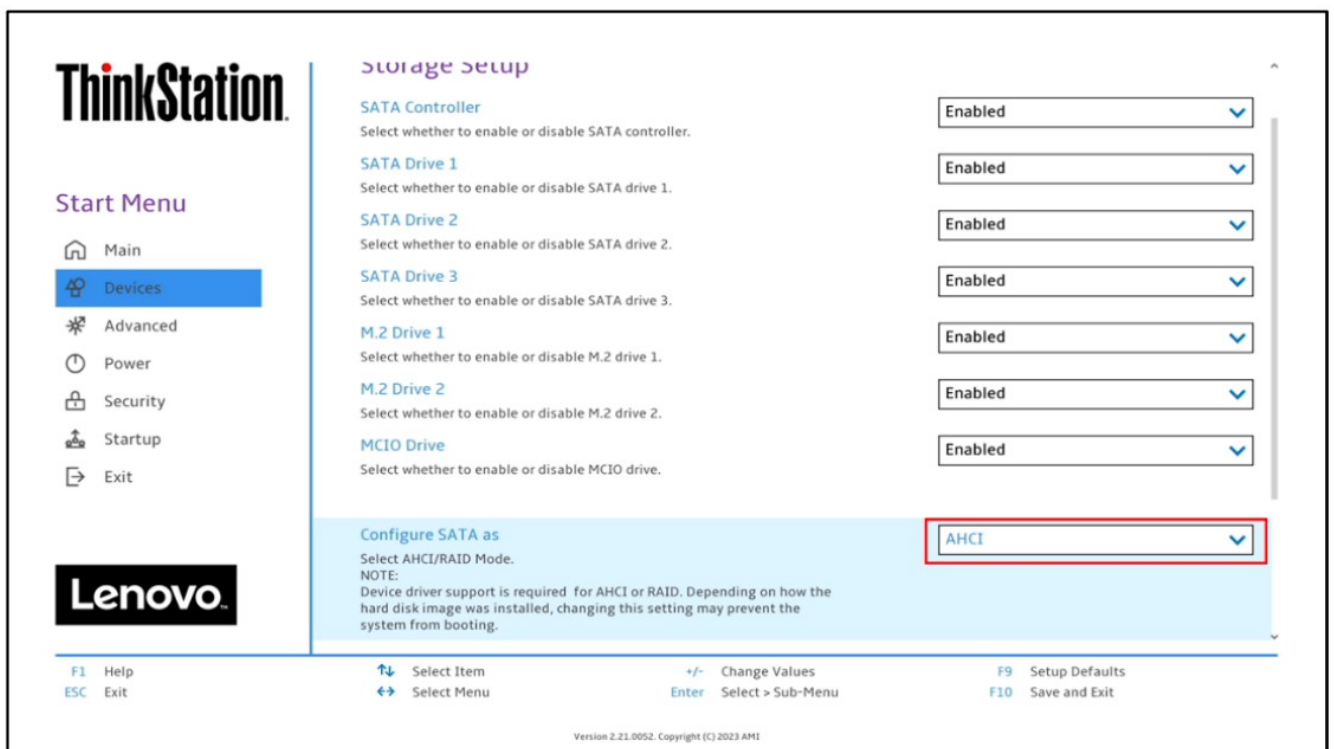 ThinkStation
Start Menu
Main
Devices
Advanced
Power
Security
Startup
Exit
Lenovo
Storage Setup
SATA Controller
Enabled
Select whether to enable or disable SATA controller.
SATA Drive 1
Enabled
Select whether to enable or disable SATA drive 1.
SATA Drive 2
Enabled
Select whether to enable or disable SATA drive 2.
SATA Drive 3
Enabled
Select whether to enable or disable SATA drive 3.
M.2 Drive 1
Enabled
Select whether to enable or disable M.2 drive 1.
M.2 Drive 2
Enabled
Select whether to enable or disable M.2 drive 2.
MCIO Drive
Enabled
Select whether to enable or disable MCIO drive.
Configure SATA as
AHCI
Select AHCI/RAID Mode.
NOTE:
Device driver support is required for AHCI or RAID. Depending on how the
hard disk image was installed, changing this setting may prevent the
system from booting.
F1 Help
ESC Exit
↑↓ Select Item
↔ Select Menu
+/- Change Values
Enter Select > Sub-Menu
F9 Setup Defaults
F10 Save and Exit
Version 2.21.0052. Copyright (C) 2023 AMI